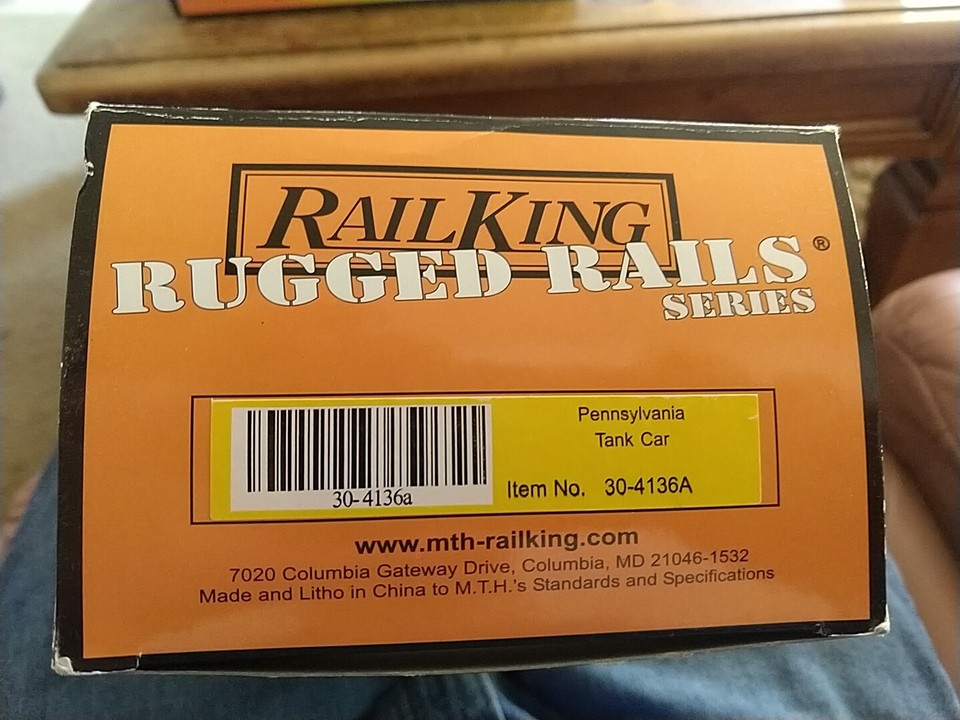 RAILKING
RUGGED RAILS®
SERIES
30-4136a
Pennsylvania
Tank Car
Item No. 30-4136A
www.mth-railking.com
7020 Columbia Gateway Drive, Columbia, MD 21046-1532
Made and Litho in China to M.T.H.'s Standards and Specifications